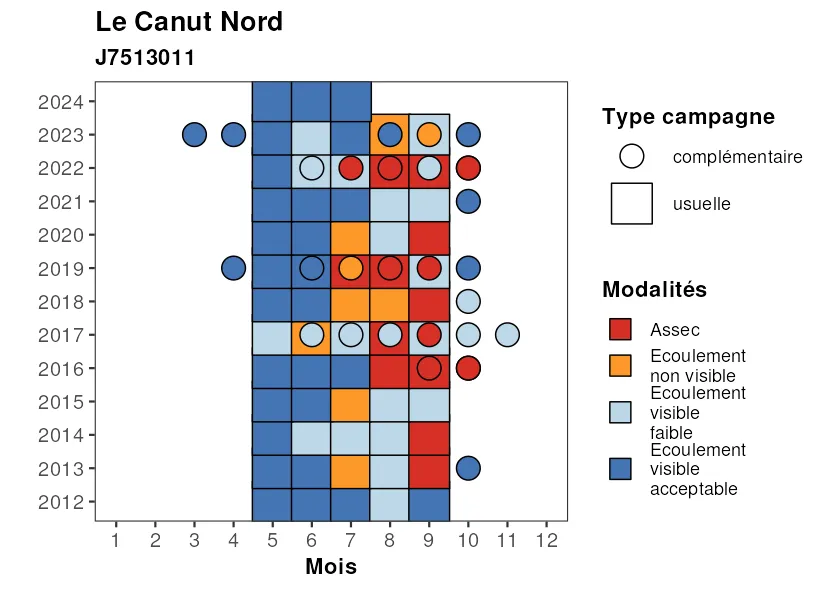 Le Canut Nord
J7513011
2024
2023
2022
2021
2020
2019
2018
2017
2016
2015
2014
2013
2012
1 2 3 4 5 6 7 8 9 10 11 12
Mois
Type campagne
complémentaire
usuelle
Modalités
Assec
Ecoulement
non visible
Ecoulement
visible
faible
Ecoulement
visible
acceptable